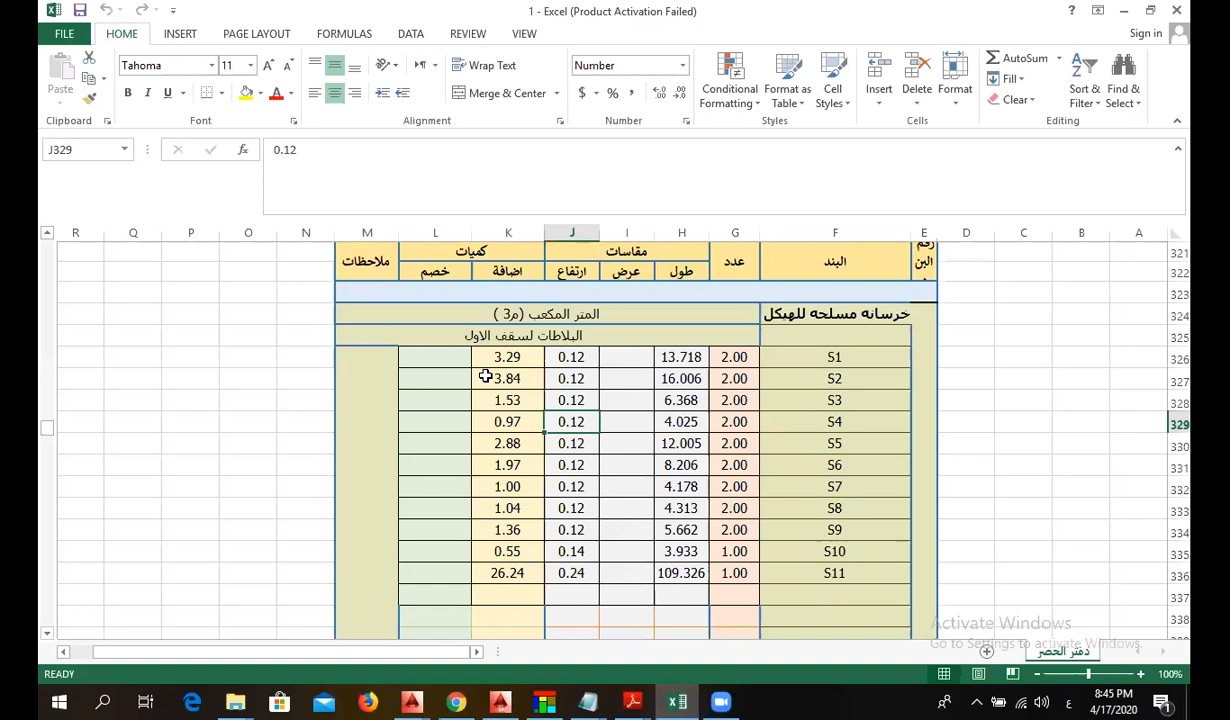 1 - Excel (Product Activation Failed)
FILE HOME INSERT PAGE LAYOUT FORMULAS DATA REVIEW VIEW Sign in
Paste Tahoma 11 Wrap Text Number Conditional Formatting Format as Table Cell Styles Insert Delete Format AutoSum Sort & Filter Find & Select
B I U Merge & Center $ % Fill
Clear
Clipboard Font Alignment Number Styles Cells Editing
J329 fx 0.12
R Q P O N M L K J I H G F E D C B A
رقم البن د البند عدد مقاسات كميات ملاحظات 321
طول عرض ارتفاع اضافة خصم 322
323
خرسانه مسلحه للهيكل المتر المكعب (م3 ) 324
البلاطات لسقف الاول 325
3.29 0.12 13.718 2.00 S1 326
3.84 0.12 16.006 2.00 S2 327
1.53 0.12 6.368 2.00 S3 328
0.97 0.12 4.025 2.00 S4 329
2.88 0.12 12.005 2.00 S5 330
1.97 0.12 8.206 2.00 S6 331
1.00 0.12 4.178 2.00 S7 332
1.04 0.12 4.313 2.00 S8 333
1.36 0.12 5.662 2.00 S9 334
0.55 0.14 3.933 1.00 S10 335
26.24 0.24 109.326 1.00 S11 336
337
338
Activate Windows
Go to Settings to activate Windows.
دفتر الحصر
READY 100%
ع 8:45 PM
4/17/2020